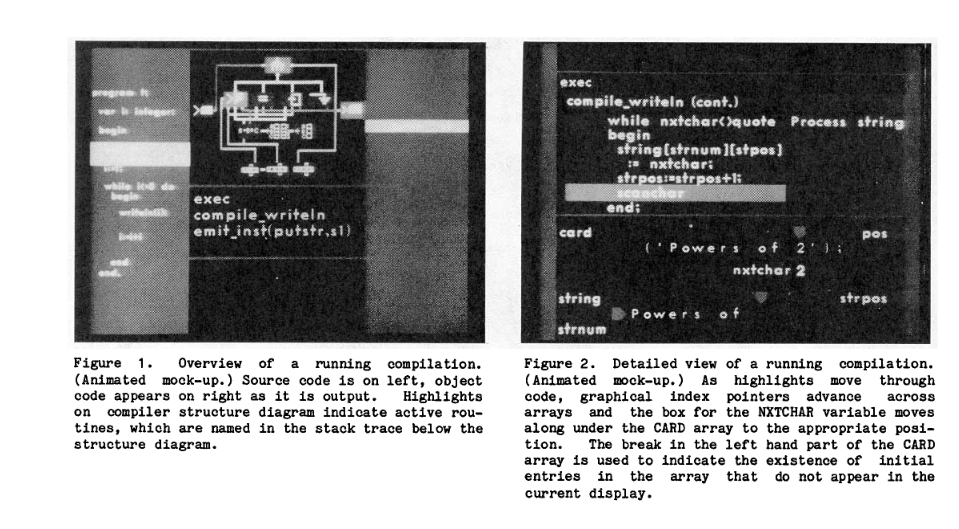 program ft
var i: integer;
begin
while i<0 do
begin
end
end.
exec
compile_writeln
emit_inst(putstr,s1)
Figure 1. Overview of a running compilation.
(Animated mock-up.) Source code is on left, object
code appears on right as it is output. Highlights
on compiler structure diagram indicate active rou-
tines, which are named in the stack trace below the
structure diagram.
exec
compile_writeln (cont.)
while nxtchar<>quote Process string
begin
string[strnum][stpos]
:= nxtchar;
strpos:=strpos+1;
scanchar
end;
card pos
('Powers of 2');
nxtchar 2
string strpos
Powers of
strnum
Figure 2. Detailed view of a running compilation.
(Animated mock-up.) As highlights move through
code, graphical index pointers advance across
arrays and the box for the NXTCHAR variable moves
along under the CARD array to the appropriate posi-
tion. The break in the left hand part of the CARD
array is used to indicate the existence of initial
entries in the array that do not appear in the
current display.